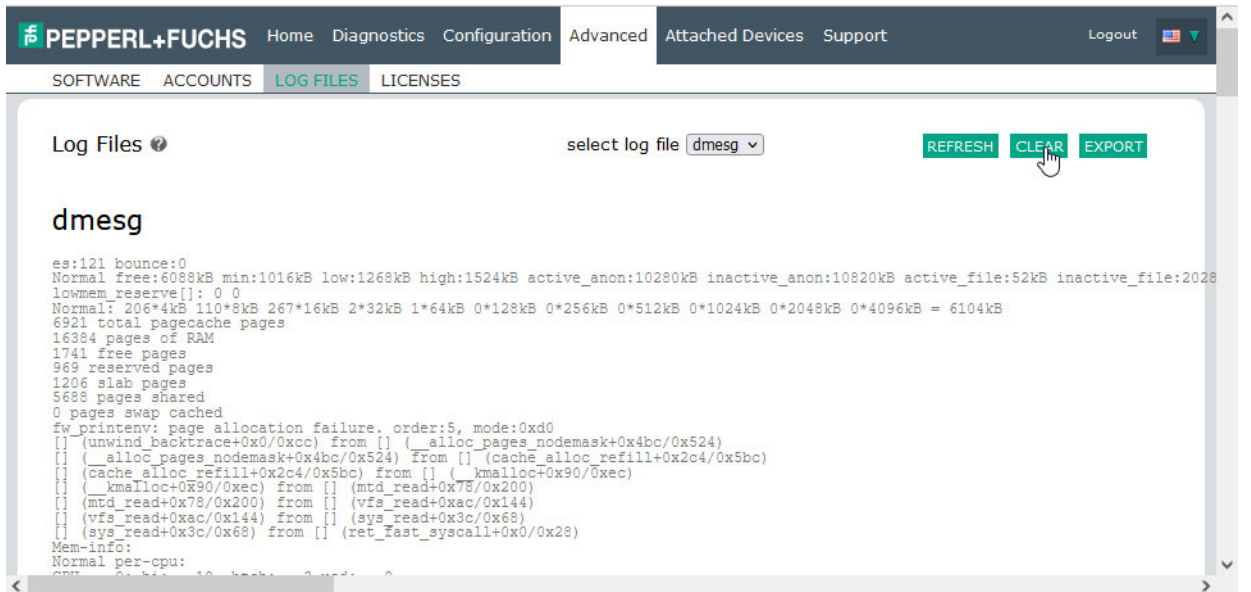 PEPPERL+FUCHS Home Diagnostics Configuration Advanced Attached Devices Support Logout
SOFTWARE ACCOUNTS LOG FILES LICENSES
Log Files select log file dmesg REFRESH CLEAR EXPORT
dmesg
es:121 bounce:0
Normal free:6088kB min:1016kB low:1268kB high:1524kB active_anon:10280kB inactive_anon:10820kB active_file:52kB inactive_file:2028
lowmem_reserve[]: 0 0
Normal: 206*4kB 110*8kB 267*16kB 2*32kB 1*64kB 0*128kB 0*256kB 0*512kB 0*1024kB 0*2048kB 0*4096kB = 6104kB
6921 total pagecache pages
16384 pages of RAM
1741 free pages
969 reserved pages
1206 slab pages
5688 pages shared
0 pages swap cached
fw_printenv: page allocation failure. order:5, mode:0xd0
[] (unwind_backtrace+0x0/0xcc) from [] (__alloc_pages_nodemask+0x4bc/0x524)
[] (__alloc_pages_nodemask+0x4bc/0x524) from [] (cache_alloc_refill+0x2c4/0x5bc)
[] (cache_alloc_refill+0x2c4/0x5bc) from [] (__kmalloc+0x90/0xec)
[] (__kmalloc+0x90/0xec) from [] (mtd_read+0x78/0x200)
[] (mtd_read+0x78/0x200) from [] (vfs_read+0xac/0x144)
[] (vfs_read+0xac/0x144) from [] (sys_read+0x3c/0x68)
[] (sys_read+0x3c/0x68) from [] (ret_fast_syscall+0x0/0x28)
Mem-info:
Normal per-cpu: